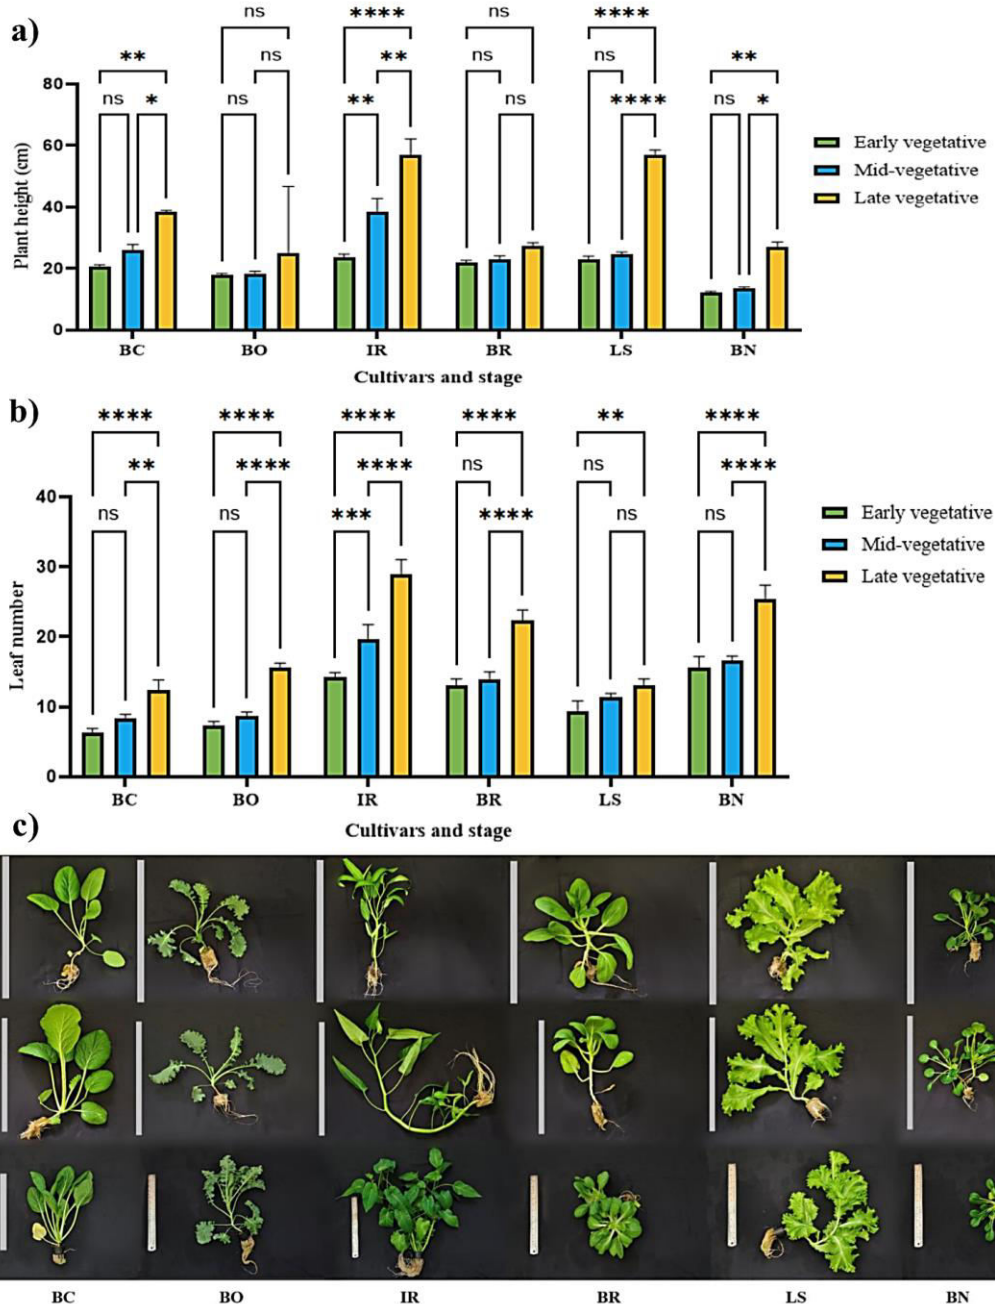 a)
ns
****
ns
****
**
ns
**
ns
**
80
ns
*
ns
**
ns
****
ns
*
60
40
20
0
Plant height (cm)
Early vegetative
Mid-vegetative
Late vegetative
BC BO IR BR LS BN
Cultivars and stage
b)
**** **** **** **** ** ****
** **** **** ns ns ****
40
ns ns *** **** ns ns
30
20
10
0
Leaf number
Early vegetative
Mid-vegetative
Late vegetative
BC BO IR BR LS BN
Cultivars and stage
c)
BC BO IR BR LS BN